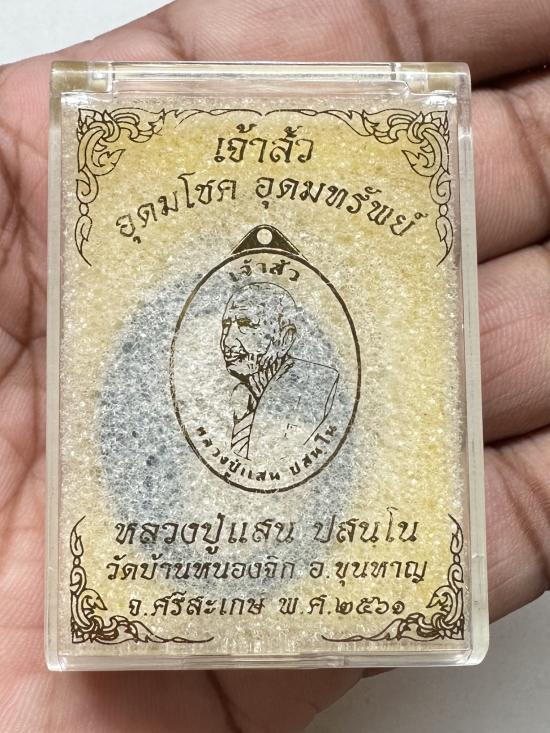 เจ้าสัว
อุดมโชค อุดมทรัพย์
เจ้าสัว
หลวงปู่แสน ปสนฺโน
หลวงปู่แสน ปสนฺโน
วัดบ้านหนองจิก อ.ขุนหาญ
จ.ศรีสะเกษ พ.ศ.๒๕๖๑